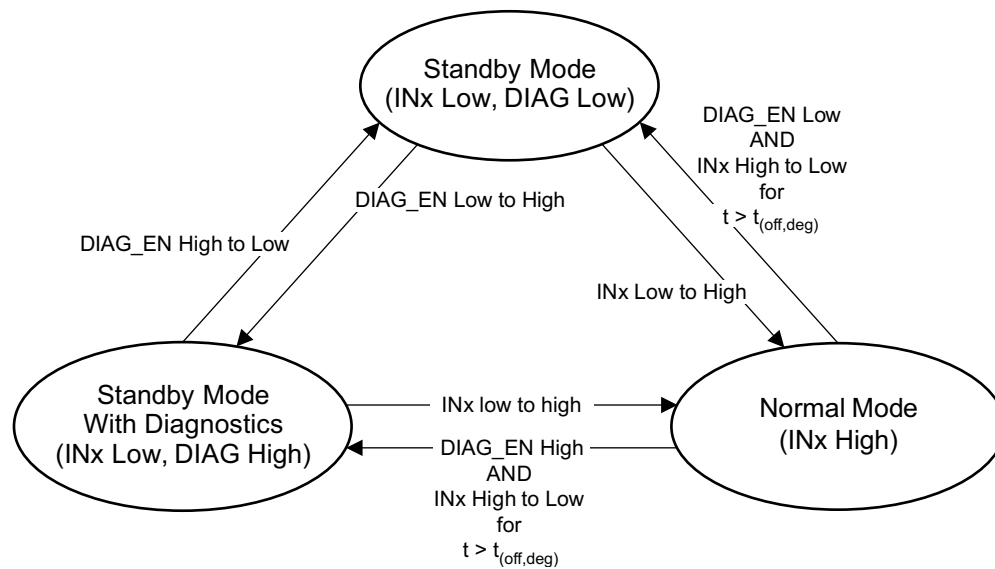 Standby Mode
(INx Low, DIAG Low)
DIAG_EN Low
AND
INx High to Low
for
t > t(off,deg)
DIAG_EN Low to High
DIAG_EN High to Low
INx Low to High
Standby Mode
With Diagnostics
(INx Low, DIAG High)
INx low to high
DIAG_EN High
AND
INx High to Low
for
t > t(off,deg)
Normal Mode
(INx High)